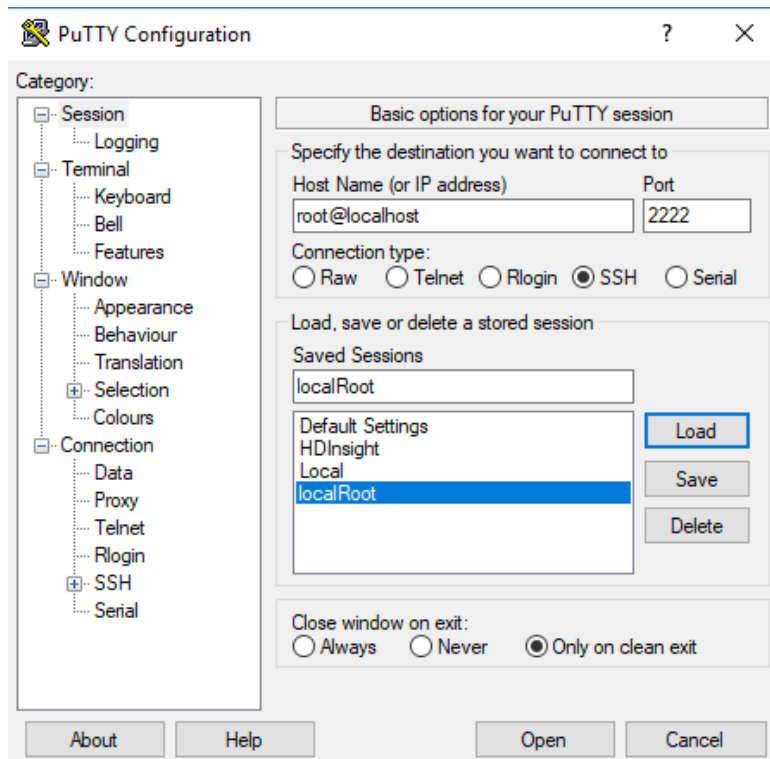 PuTTY Configuration ? ×
Category:
Session
Logging
Terminal
Keyboard
Bell
Features
Window
Appearance
Behaviour
Translation
Selection
Colours
Connection
Data
Proxy
Telnet
Rlogin
SSH
Serial
Basic options for your PuTTY session
Specify the destination you want to connect to
Host Name (or IP address) Port
root@localhost 2222
Connection type:
Raw Telnet Rlogin SSH Serial
Load, save or delete a stored session
Saved Sessions
localRoot
Default Settings
HDInsight
Local
localRoot
Load
Save
Delete
Close window on exit:
Always Never Only on clean exit
About Help Open Cancel